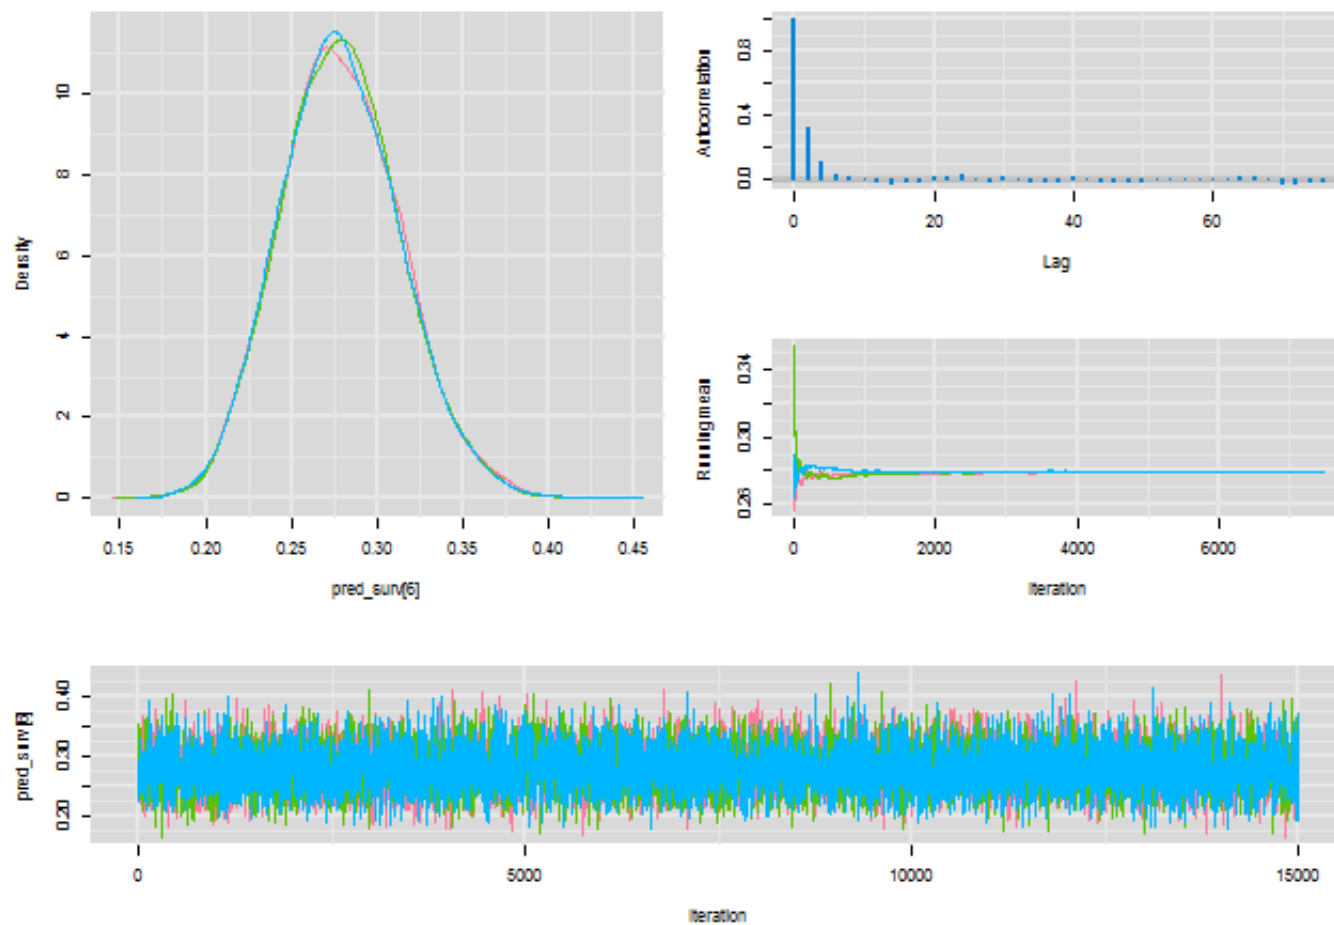 Density
10
8
6
4
2
0
0.15 0.20 0.25 0.30 0.35 0.40 0.45
pred_surv[6]
Autocorrelation
0.8
0.4
0.0
0 20 40 60
Lag
Running mean
0.34
0.30
0.26
0 2000 4000 6000
Iteration
pred_surv[6]
0.40
0.30
0.20
0 5000 10000 15000
Iteration